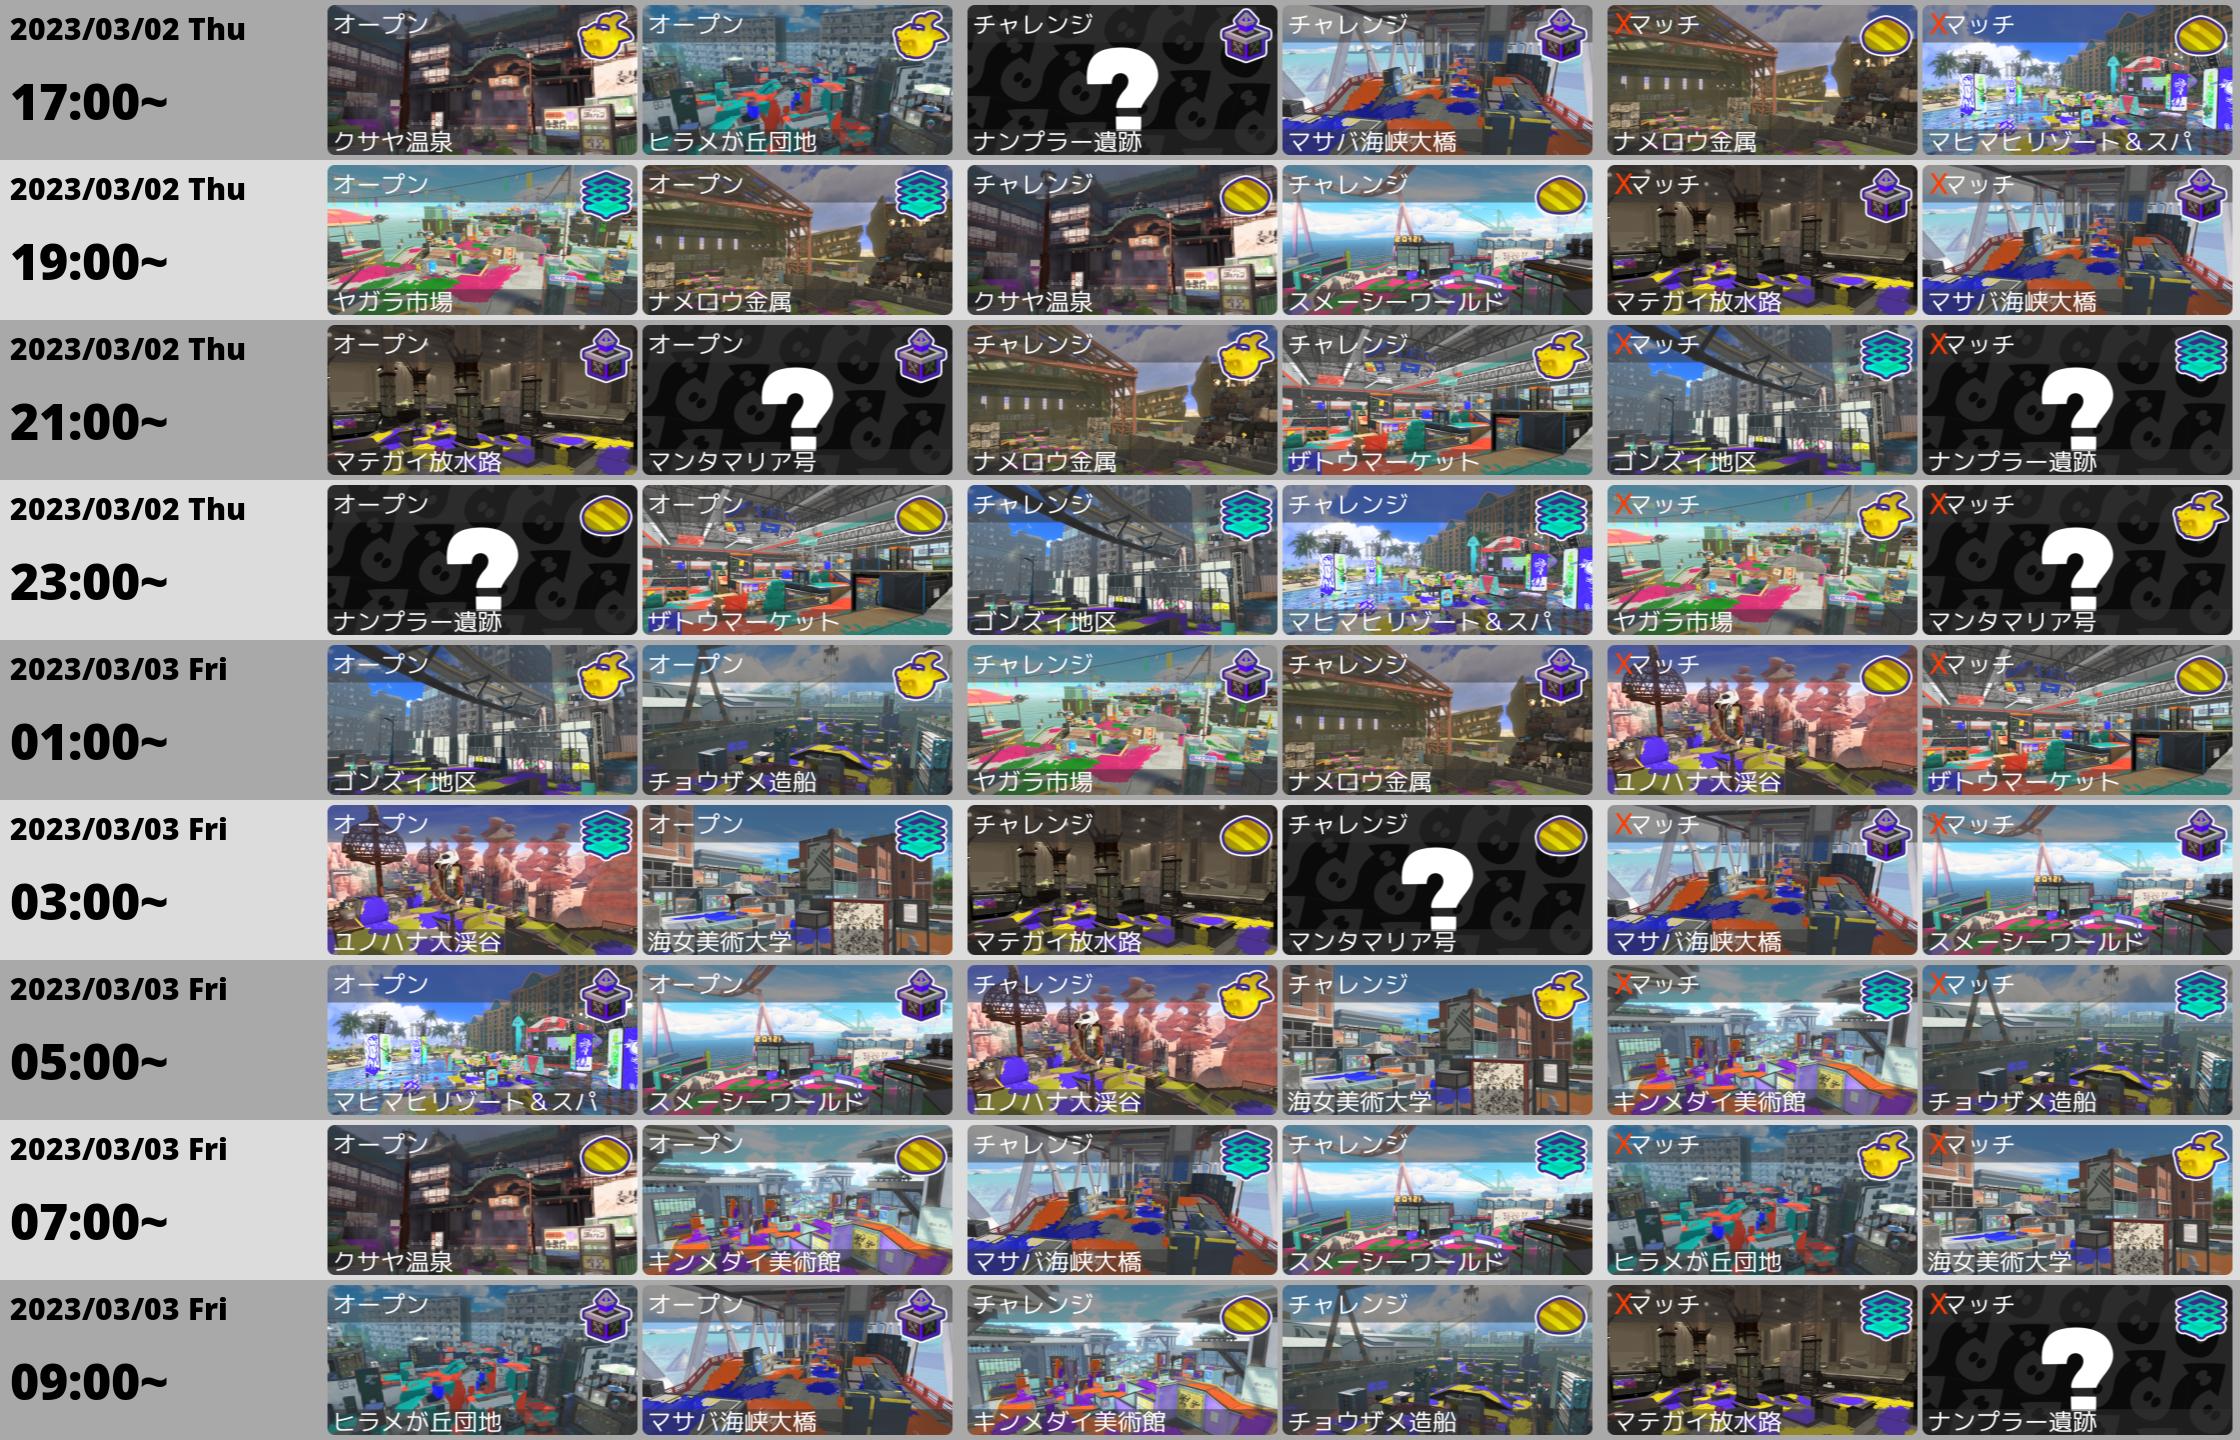 2023/03/02 Thu
17:00~
オープン
クサヤ温泉
オープン
ヒラメが丘団地
チャレンジ
ナンプラー遺跡
チャレンジ
マサバ海峡大橋
Xマッチ
ナメロウ金属
Xマッチ
マヒマヒリゾート&スパ
2023/03/02 Thu
19:00~
オープン
ヤガラ市場
オープン
ナメロウ金属
チャレンジ
クサヤ温泉
チャレンジ
スメーシーワールド
Xマッチ
マテガイ放水路
Xマッチ
マサバ海峡大橋
2023/03/02 Thu
21:00~
オープン
マテガイ放水路
オープン
?
マンタマリア号
チャレンジ
ナメロウ金属
チャレンジ
ザトウマーケット
Xマッチ
ゴンズイ地区
Xマッチ
?
ナンプラー遺跡
2023/03/02 Thu
23:00~
オープン
?
ナンプラー遺跡
オープン
ザトウマーケット
チャレンジ
ゴンズイ地区
チャレンジ
マヒマヒリゾート&スパ
Xマッチ
ヤガラ市場
Xマッチ
?
マンタマリア号
2023/03/03 Fri
01:00~
オープン
ゴンズイ地区
オープン
チョウザメ造船
チャレンジ
ヤガラ市場
チャレンジ
ナメロウ金属
Xマッチ
ユノハナ大渓谷
Xマッチ
ザトウマーケット
2023/03/03 Fri
03:00~
オープン
ユノハナ大渓谷
オープン
海女美術大学
チャレンジ
マテガイ放水路
チャレンジ
?
マンタマリア号
Xマッチ
マサバ海峡大橋
Xマッチ
スメーシーワールド
2023/03/03 Fri
05:00~
オープン
マヒマヒリゾート&スパ
オープン
スメーシーワールド
チャレンジ
ユノハナ大渓谷
チャレンジ
海女美術大学
Xマッチ
キンメダイ美術館
Xマッチ
チョウザメ造船
2023/03/03 Fri
07:00~
オープン
クサヤ温泉
オープン
キンメダイ美術館
チャレンジ
マサバ海峡大橋
チャレンジ
スメーシーワールド
Xマッチ
ヒラメが丘団地
Xマッチ
海女美術大学
2023/03/03 Fri
09:00~
オープン
ヒラメが丘団地
オープン
マサバ海峡大橋
チャレンジ
キンメダイ美術館
チャレンジ
チョウザメ造船
Xマッチ
マテガイ放水路
Xマッチ
?
ナンプラー遺跡